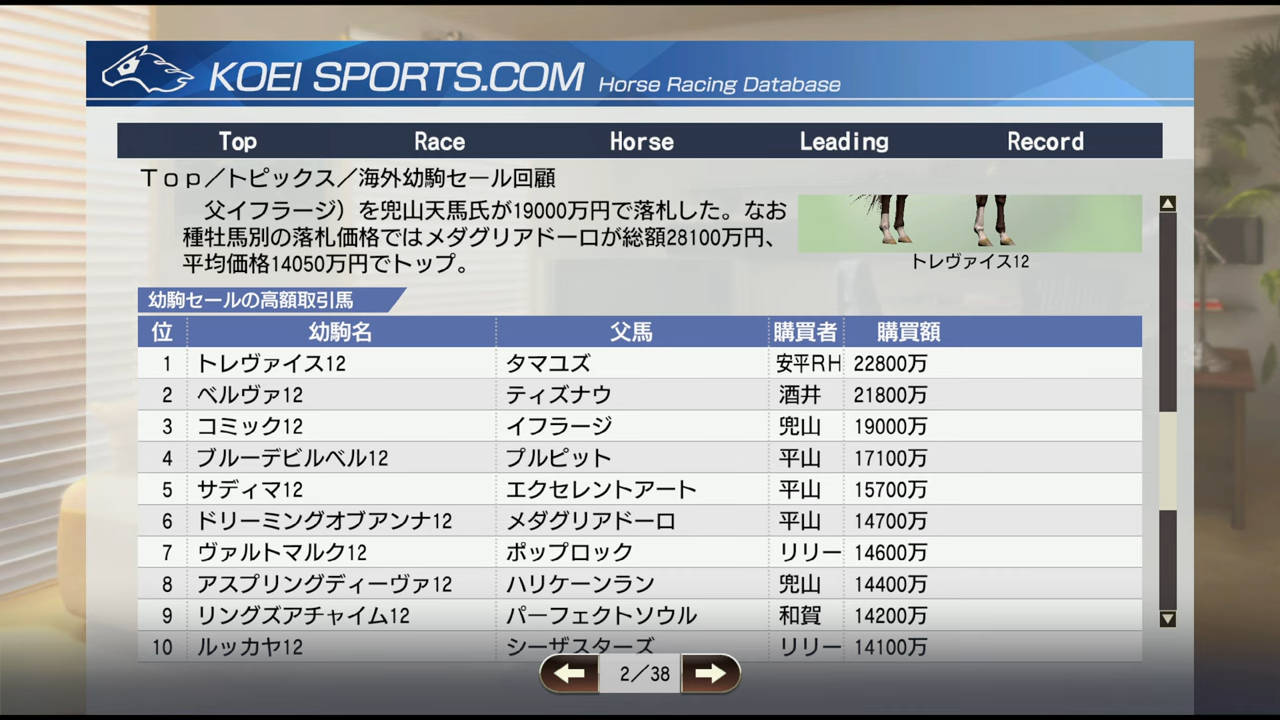 KOEI SPORTS.COM Horse Racing Database
Top Race Horse Leading Record
Top／トピックス／海外幼駒セール回顧
父イフラージ）を兜山天馬氏が19000万円で落札した。なお
種牡馬別の落札価格ではメダグリアドーロが総額28100万円、
平均価格14050万円でトップ。
トレヴァイス12
幼駒セールの高額取引馬
位 幼駒名 父馬 購買者 購買額
1 トレヴァイス12 タマユズ 安平RH 22800万
2 ベルヴァ12 ティズナウ 酒井 21800万
3 コミック12 イフラージ 兜山 19000万
4 ブルーデビルベル12 プルピット 平山 17100万
5 サディマ12 エクセレントアート 平山 15700万
6 ドリーミングオブアンナ12 メダグリアドーロ 平山 14700万
7 ヴァルトマルク12 ポップロック リリー 14600万
8 アスプリングディーヴァ12 ハリケーンラン 兜山 14400万
9 リングズアチャイム12 パーフェクトソウル 和賀 14200万
10 ルッカヤ12 シーザスターズ リリー 14100万
2／38